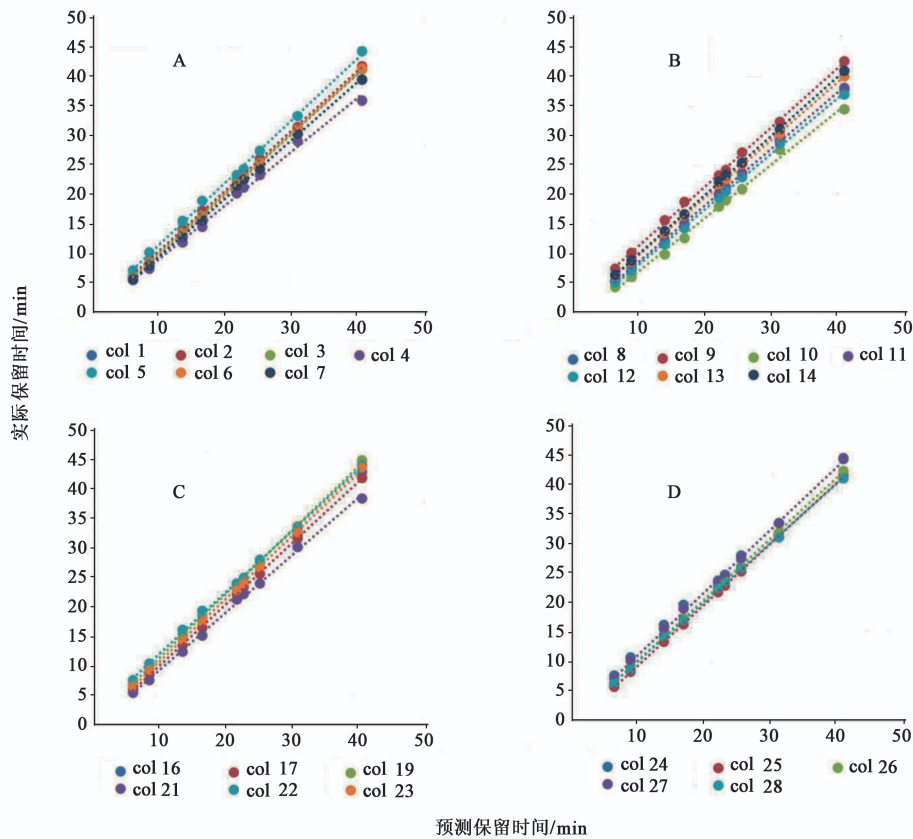 实际保留时间/min
A
50
45
40
35
30
25
20
15
10
5
0
10 20 30 40 50
col 1 col 2 col 3 col 4
col 5 col 6 col 7
B
50
45
40
35
30
25
20
15
10
5
0
10 20 30 40 50
col 8 col 9 col 10 col 11
col 12 col 13 col 14
C
50
45
40
35
30
25
20
15
10
5
0
10 20 30 40 50
col 16 col 17 col 19
col 21 col 22 col 23
D
50
45
40
35
30
25
20
15
10
5
0
10 20 30 40 50
col 24 col 25 col 26
col 27 col 28
预测保留时间/min